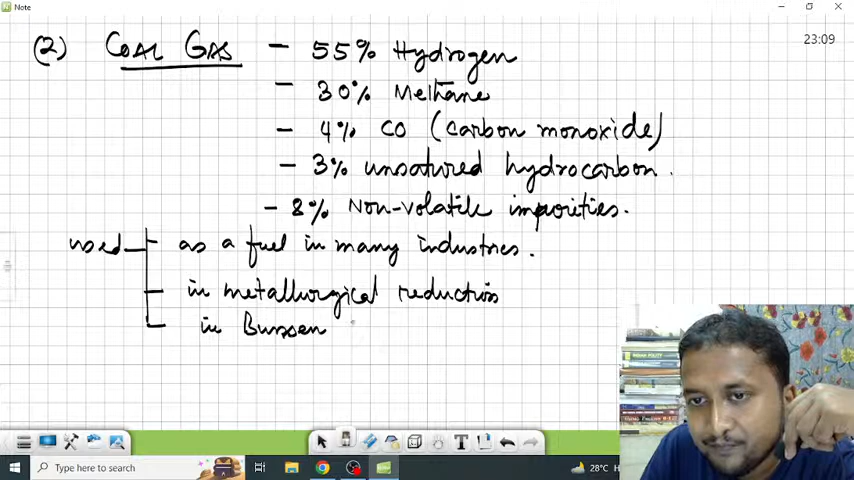 Note
23:09
(2) COAL GAS - 55% Hydrogen
- 30% Methane
- 4% CO (carbon monoxide)
- 3% unsatured hydrocarbon.
- 8% Non-volatile impurities.
used - as a fuel in many industries.
- in metallurgical reduction
- in Bunsen
Type here to search
28°C